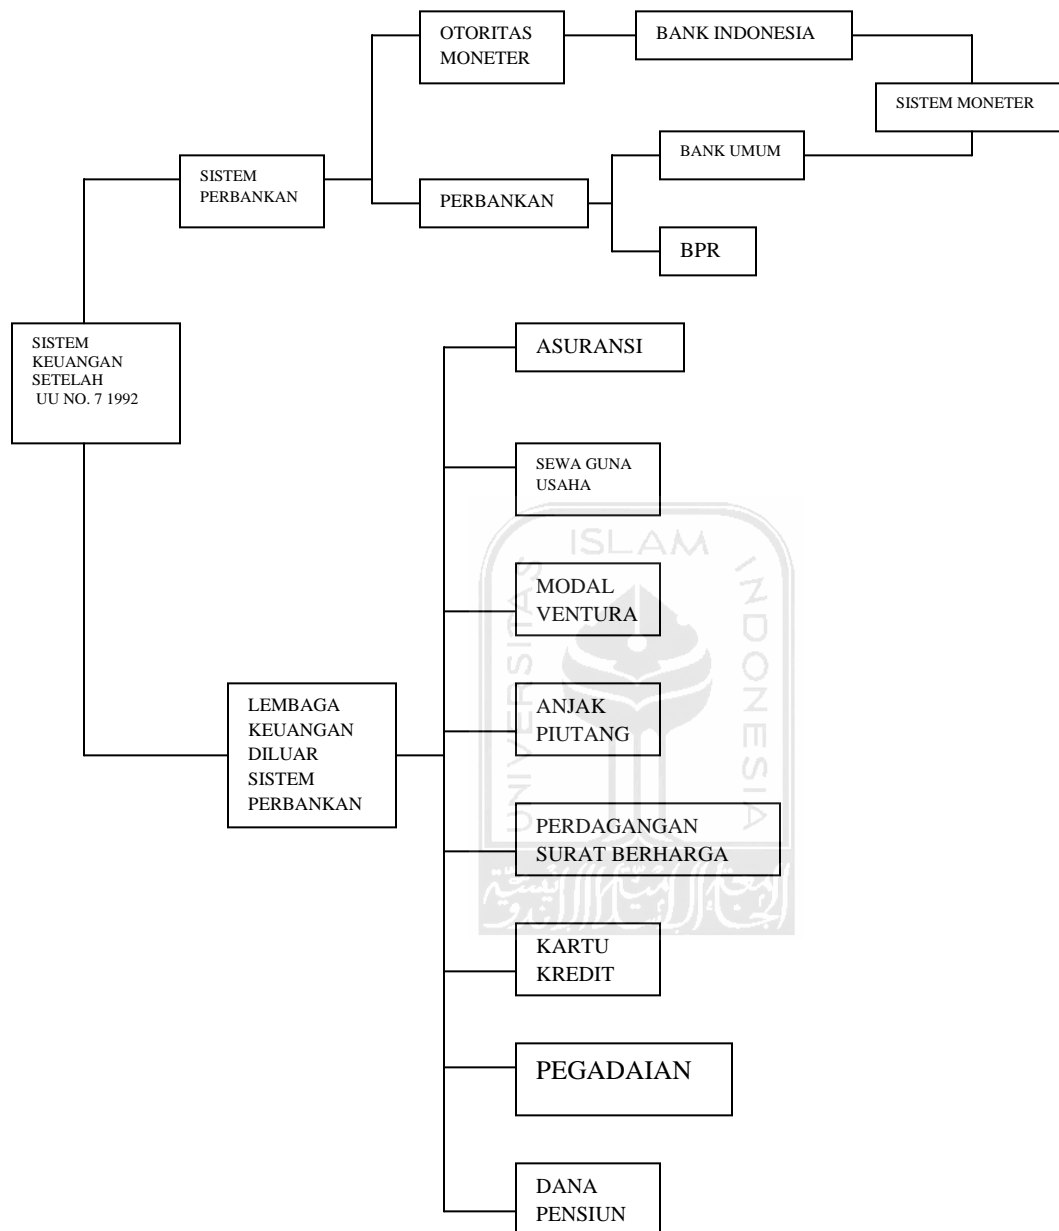 OTORITAS
MONETER
BANK INDONESIA
SISTEM MONETER
BANK UMUM
SISTEM
PERBANKAN
PERBANKAN
BPR
SISTEM
KEUANGAN
SETELAH
UU NO. 7 1992
ASURANSI
SEWA GUNA
USAHA
MODAL
VENTURA
LEMBAGA
KEUANGAN
DILUAR
SISTEM
PERBANKAN
ANJAK
PIUTANG
PERDAGANGAN
SURAT BERHARGA
KARTU
KREDIT
PEGADAIAN
DANA
PENSIUN
UNIVERSITAS
ISLAM
INDONESIA